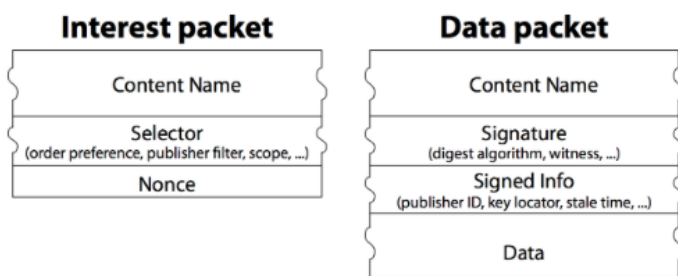 Interest packet
Content Name
Selector
(order preference, publisher filter, scope, ...)
Nonce
Data packet
Content Name
Signature
(digest algorithm, witness, ...)
Signed Info
(publisher ID, key locator, stale time, ...)
Data